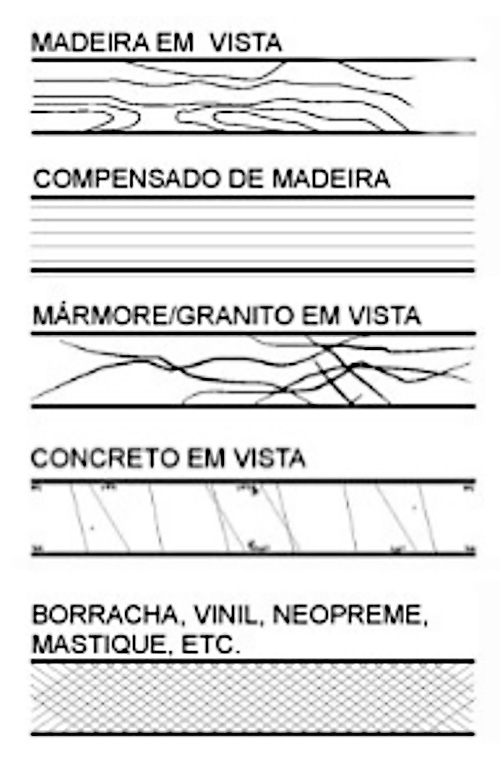 MADEIRA EM VISTA
COMPENSADO DE MADEIRA
MÁRMORE/GRANITO EM VISTA
CONCRETO EM VISTA
BORRACHA, VINIL, NEOPREME,
MASTIQUE, ETC.